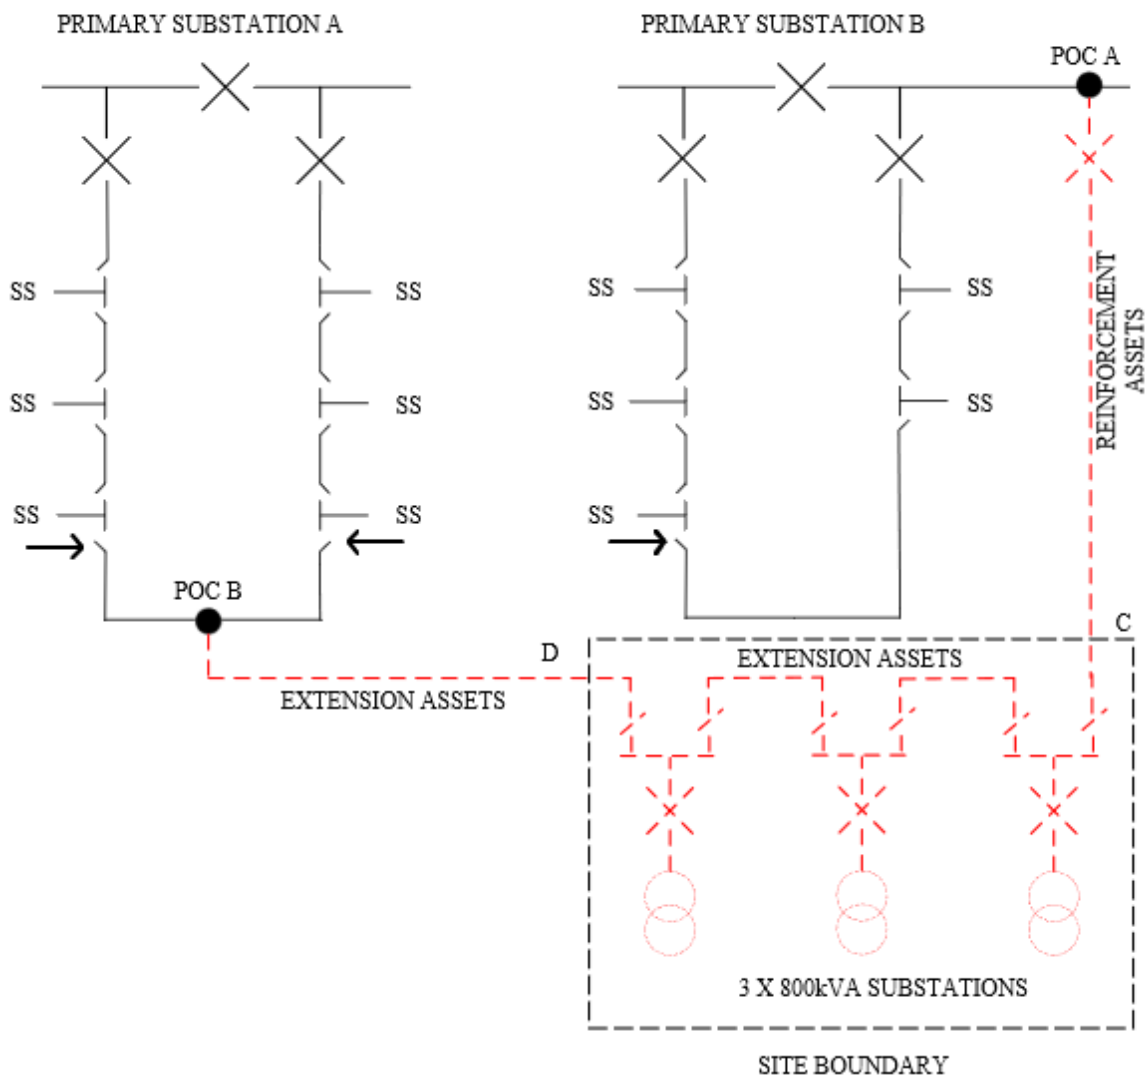 PRIMARY SUBSTATION A
PRIMARY SUBSTATION B
POC A
SS
SS
SS
SS
SS
SS
SS
SS
SS
SS
SS
REINFORCEMENT
ASSETS
POC B
C
D
EXTENSION ASSETS
EXTENSION ASSETS
3 X 800kVA SUBSTATIONS
SITE BOUNDARY